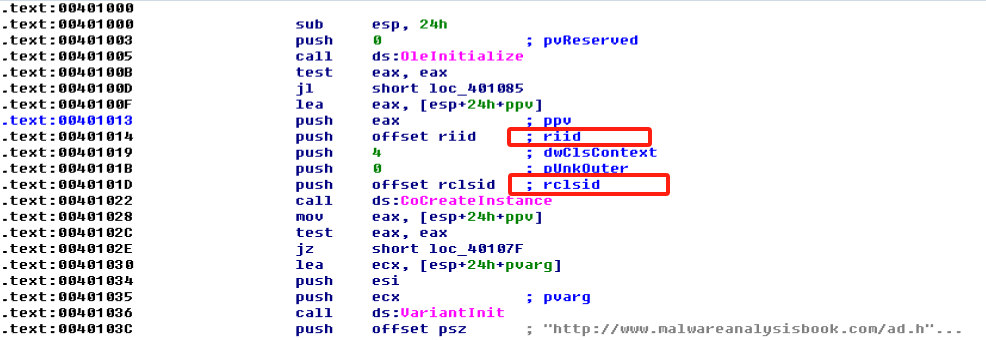 .text:00401000
.text:00401000 sub esp, 24h
.text:00401003 push 0 ; pvReserved
.text:00401005 call ds:OleInitialize
.text:0040100B test eax, eax
.text:0040100D jl short loc_401085
.text:0040100F lea eax, [esp+24h+ppv]
.text:00401013 push eax ; ppv
.text:00401014 push offset riid ; riid
.text:00401019 push 4 ; dwClsContext
.text:0040101B push 0 ; pUnkOuter
.text:0040101D push offset rclsid ; rclsid
.text:00401022 call ds:CoCreateInstance
.text:00401028 mov eax, [esp+24h+ppv]
.text:0040102C test eax, eax
.text:0040102E jz short loc_40107F
.text:00401030 lea ecx, [esp+24h+pvarg]
.text:00401034 push esi
.text:00401035 push ecx ; pvarg
.text:00401036 call ds:VariantInit
.text:0040103C push offset psz ; "http://www.malwareanalysisbook.com/ad.h"...